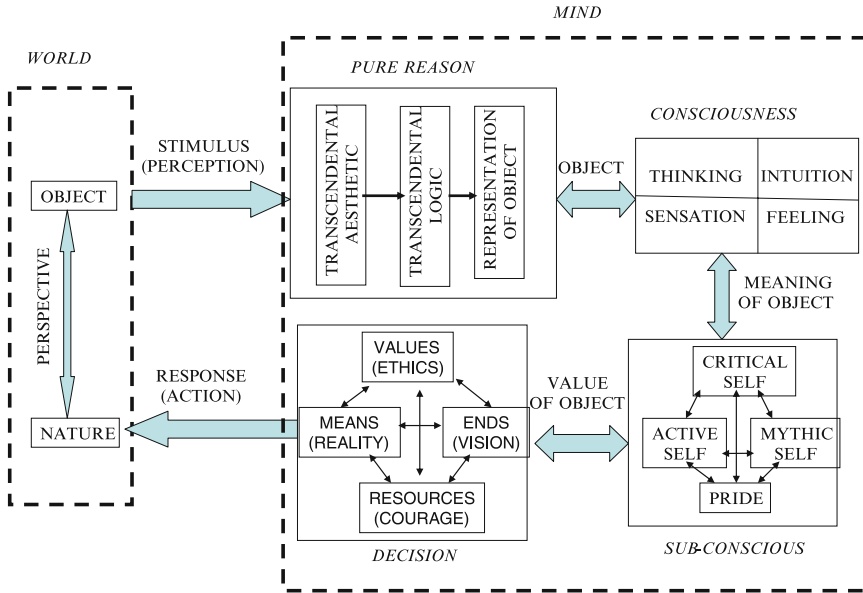 MIND
WORLD
PURE REASON
CONSCIOUSNESS
STIMULUS
(PERCEPTION)
OBJECT
PERSPECTIVE
NATURE
TRANSCENDENTAL
AESTHETIC
TRANSCENDENTAL
LOGIC
REPRESENTATION
OF OBJECT
OBJECT
THINKING
INTUITION
SENSATION
FEELING
MEANING
OF OBJECT
RESPONSE
(ACTION)
VALUES
(ETHICS)
MEANS
(REALITY)
ENDS
(VISION)
RESOURCES
(COURAGE)
DECISION
VALUE
OF OBJECT
CRITICAL
SELF
ACTIVE
SELF
MYTHIC
SELF
PRIDE
SUB-CONSCIOUS